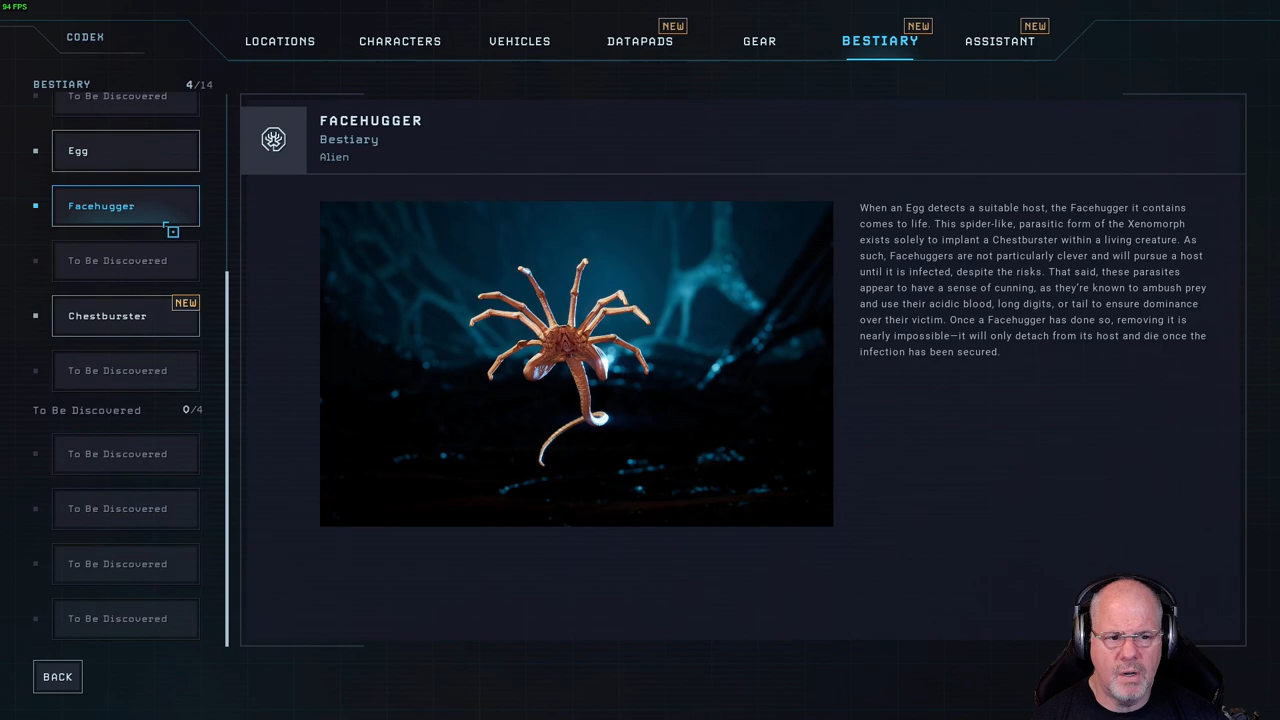 94 FPS
CODEX
LOCATIONS
CHARACTERS
VEHICLES
DATAPADS
NEW
GEAR
BESTIARY
NEW
ASSISTANT
NEW
BESTIARY 4/14
To Be Discovered
Egg
Facehugger
To Be Discovered
Chestburster
NEW
To Be Discovered
To Be Discovered 0/4
To Be Discovered
To Be Discovered
To Be Discovered
To Be Discovered
BACK
FACEHUGGER
Bestiary
Alien
When an Egg detects a suitable host, the Facehugger it contains
comes to life. This spider-like, parasitic form of the Xenomorph
exists solely to implant a Chestburster within a living creature. As
such, Facehuggers are not particularly clever and will pursue a host
until it is infected, despite the risks. That said, these parasites
appear to have a sense of cunning, as they're known to ambush prey
and use their acidic blood, long digits, or tail to ensure dominance
over their victim. Once a Facehugger has done so, removing it is
nearly impossible—it will only detach from its host and die once the
infection has been secured.